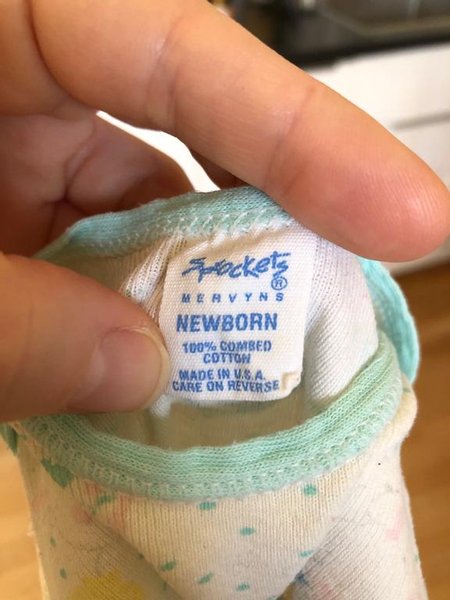 Sprockets®
MERVYNS
NEWBORN
100% COMBED
COTTON
MADE IN U.S.A.
CARE ON REVERSE